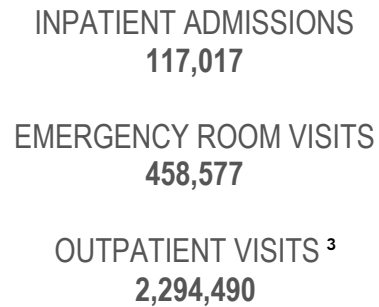 INPATIENT ADMISSIONS
117,017
EMERGENCY ROOM VISITS
458,577
OUTPATIENT VISITS 3
2,294,490